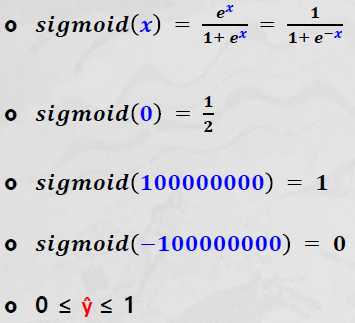 o sigmoid(x) = e^x / (1 + e^x) = 1 / (1 + e^-x)
o sigmoid(0) = 1/2
o sigmoid(100000000) = 1
o sigmoid(-100000000) = 0
o 0 ≤ ŷ ≤ 1